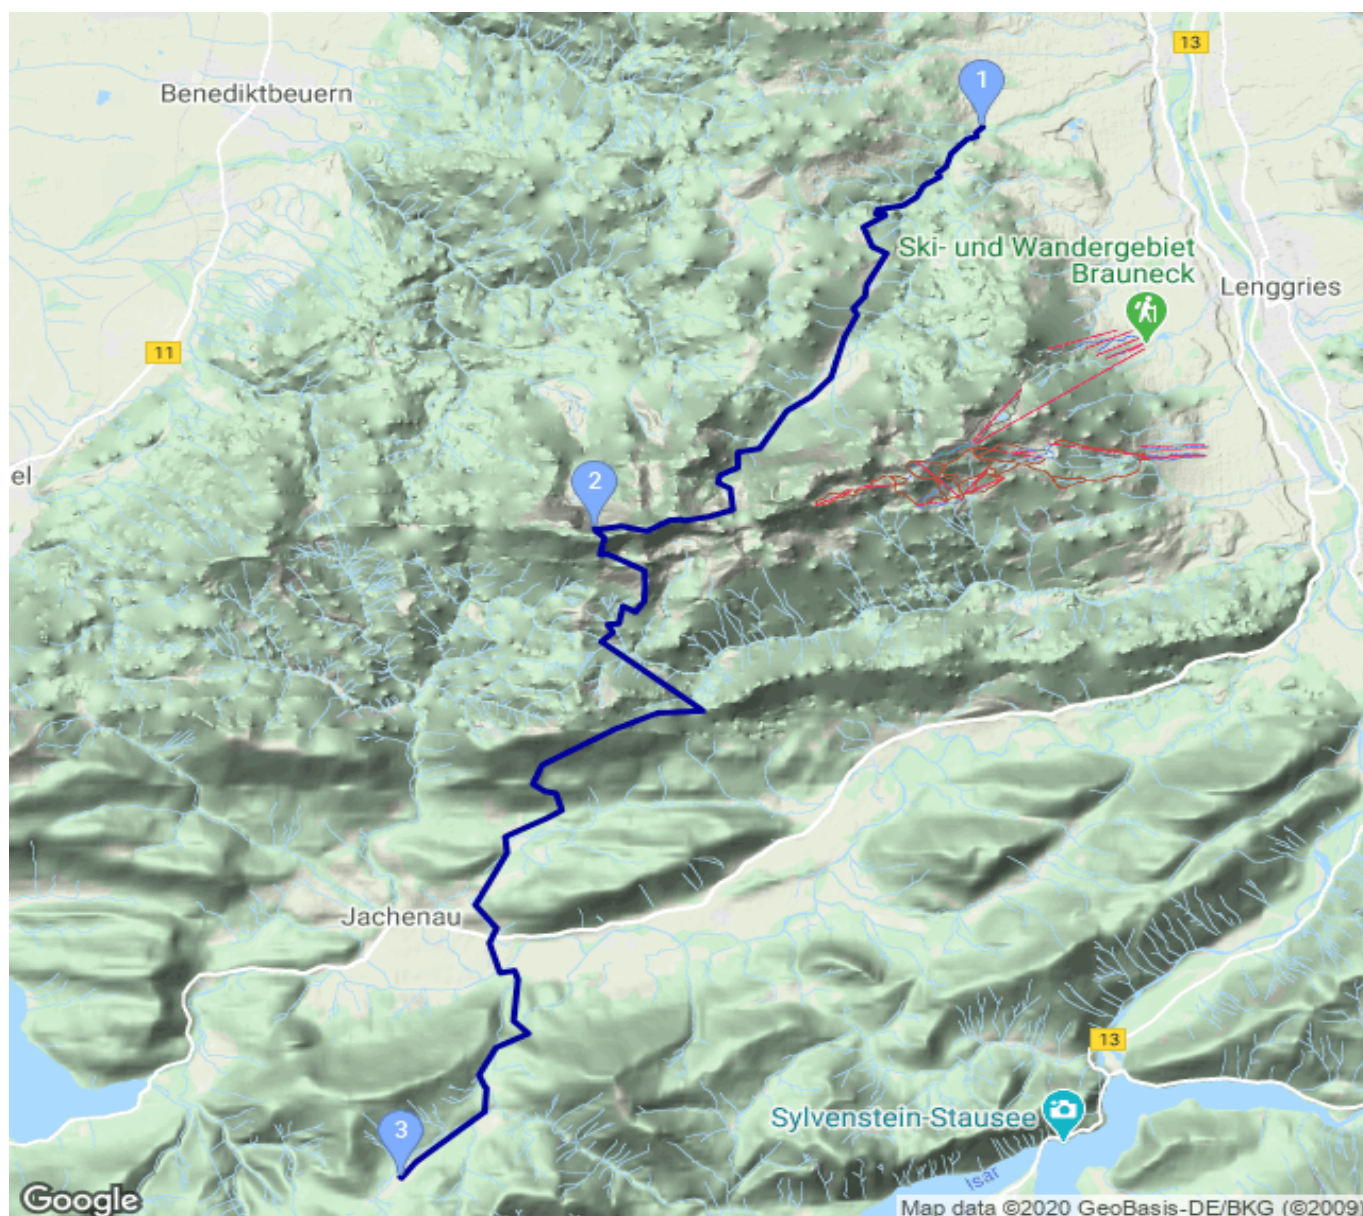 13
1
Benediktbeuern
Ski- und Wandergebiet
Brauneck
Lenggries
11
2
el
Jachenau
13
Sylvenstein-Stausee
3
Isar
Google
Map data ©2020 GeoBasis-DE/BKG (©2009)